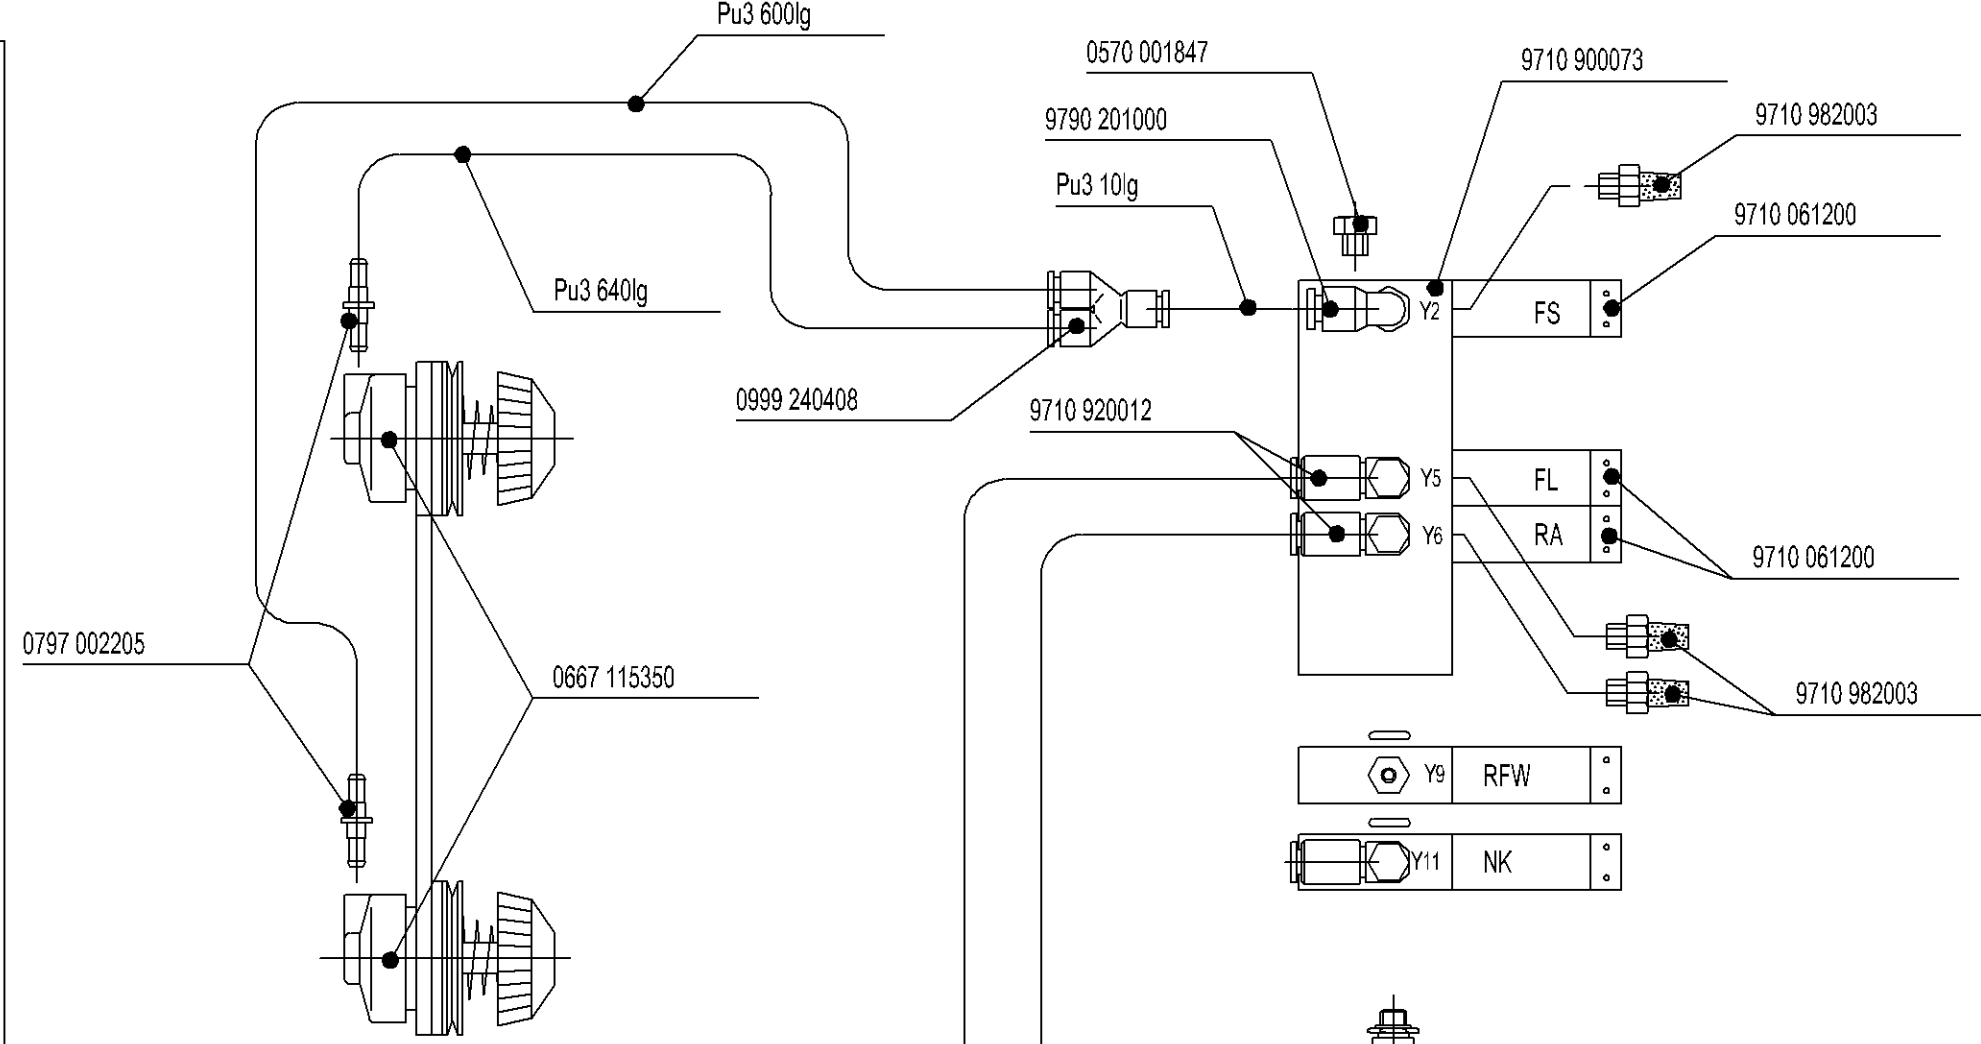 Pu3 600lg
0570 001847
9710 900073
9790 201000
9710 982003
Pu3 10lg
9710 061200
Pu3 640lg
Y2
FS
0999 240408
9710 920012
Y5
FL
Y6
RA
9710 061200
0797 002205
0667 115350
9710 982003
Y9
RFW
Y11
NK